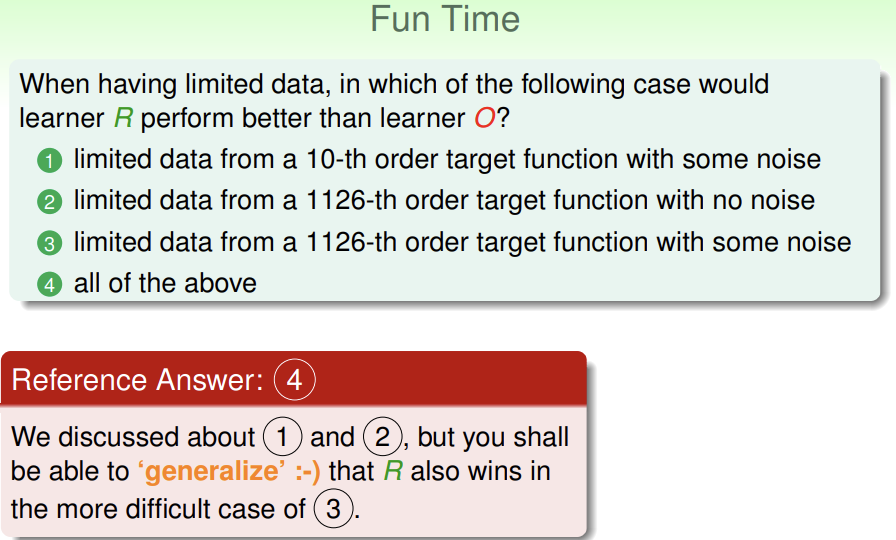 Fun Time
When having limited data, in which of the following case would
learner R perform better than learner O?
1 limited data from a 10-th order target function with some noise
2 limited data from a 1126-th order target function with no noise
3 limited data from a 1126-th order target function with some noise
4 all of the above
Reference Answer: 4
We discussed about 1 and 2, but you shall
be able to ‘generalize’ :-) that R also wins in
the more difficult case of 3.